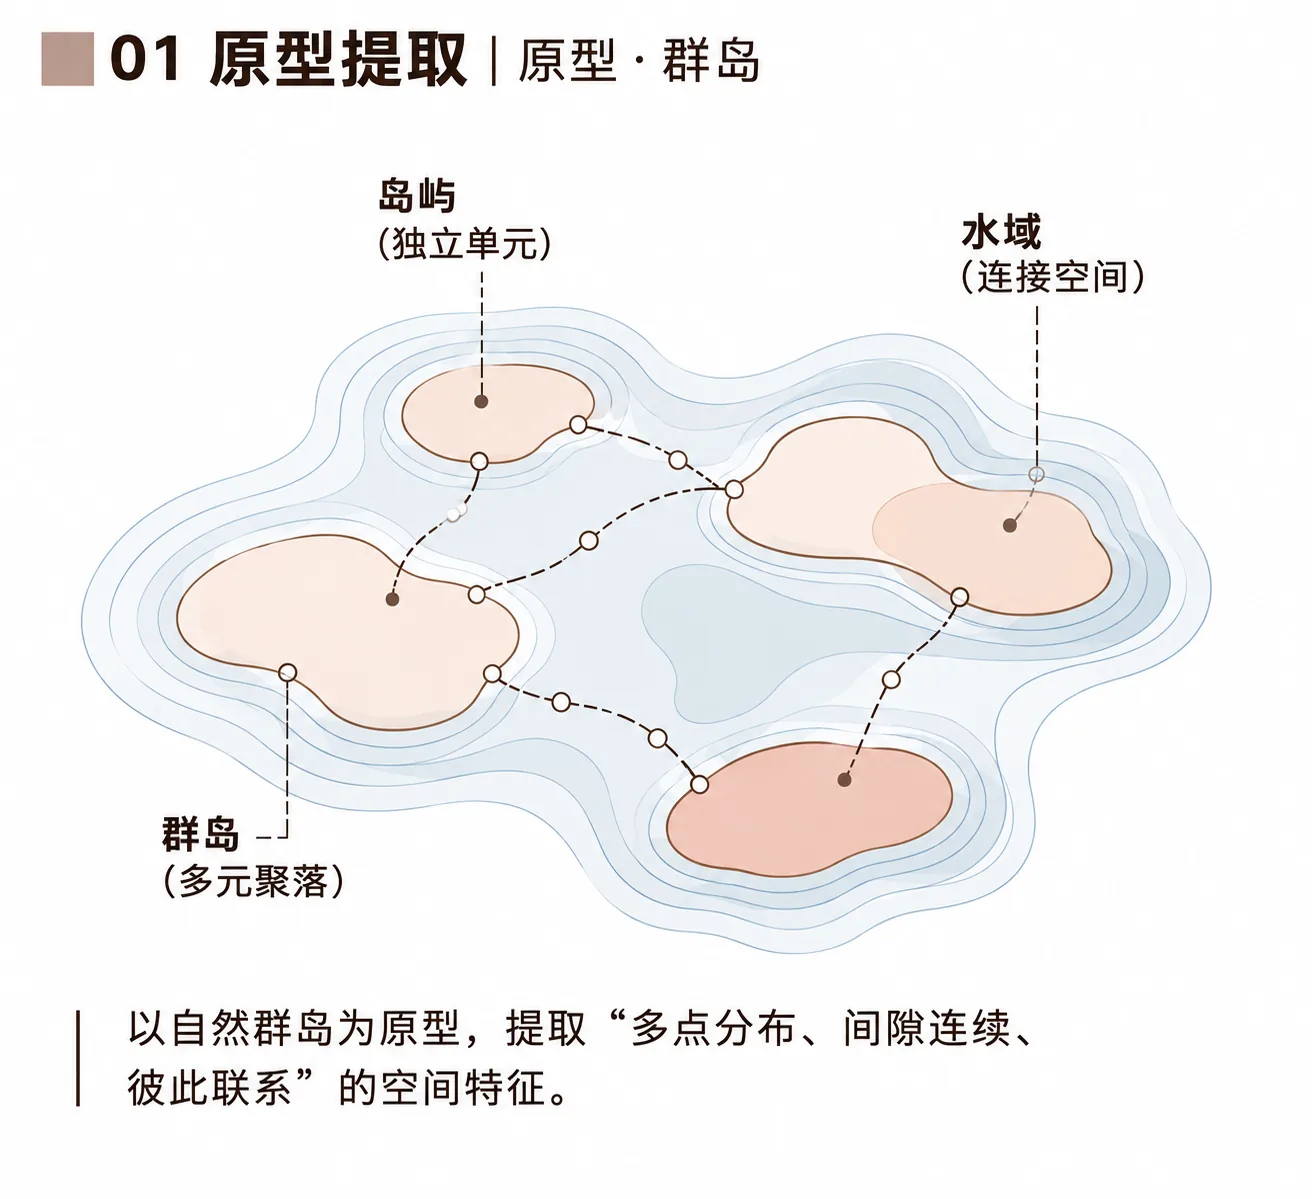 01 原型提取 | 原型 · 群岛
岛屿
（独立单元）
水域
（连接空间）
群岛
（多元聚落）
以自然群岛为原型，提取“多点分布、间隙连续、
彼此联系”的空间特征。